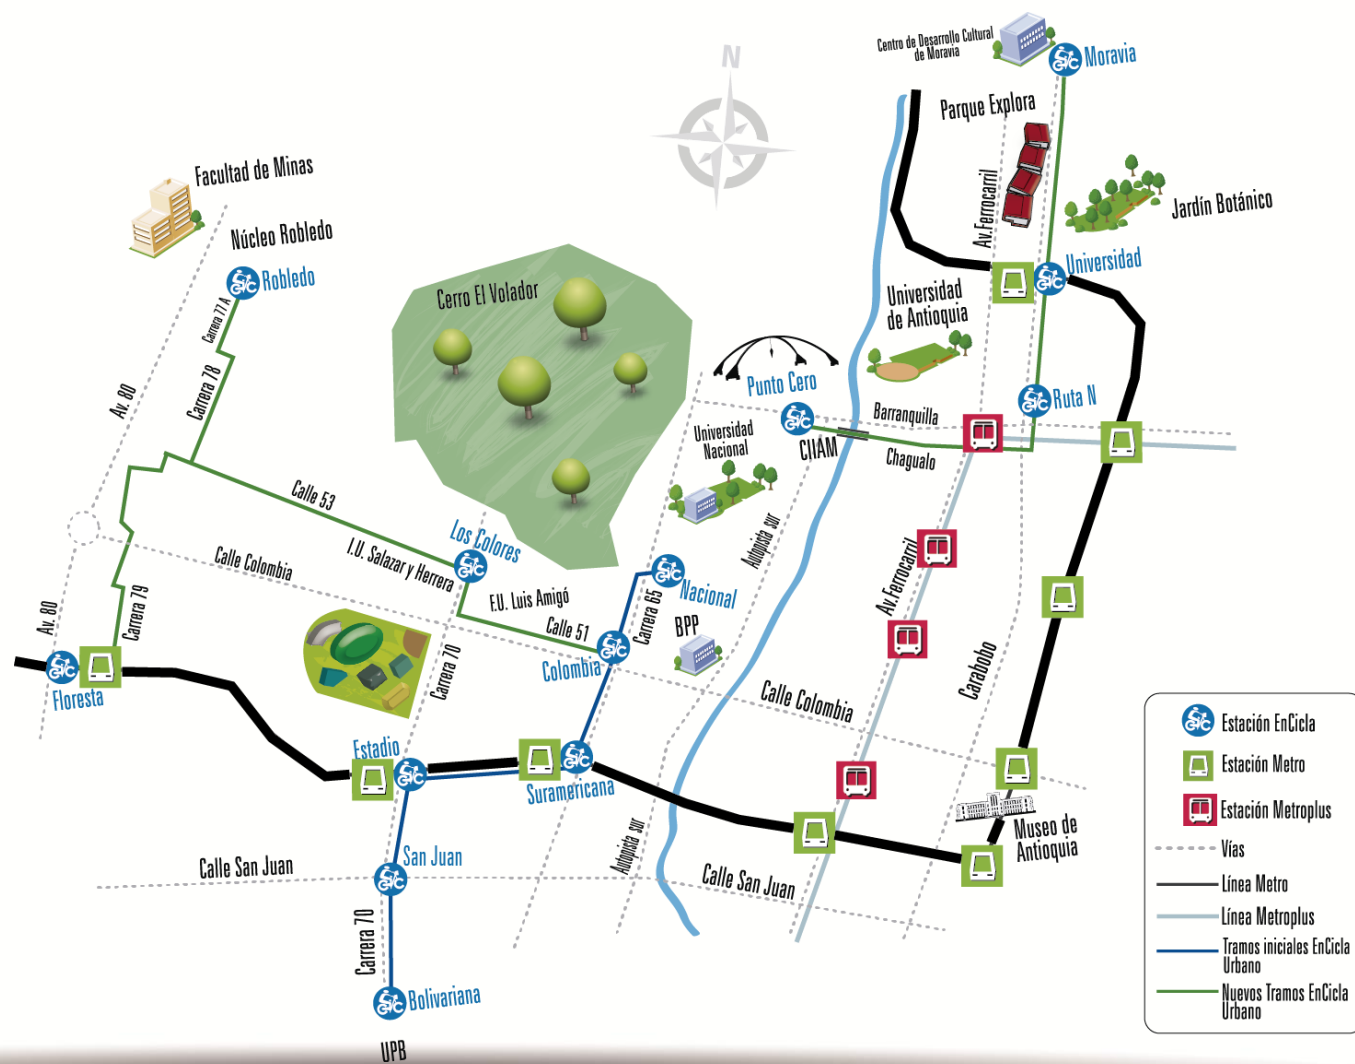 N
Centro de Desarrollo Cultural
de Moravia
Moravia
Parque Explora
Av.Ferrocarril
Jardín Botánico
Universidad
Universidad
de Antioquia
Facultad de Minas
Núcleo Robledo
Robledo
Carrera 77 A
Carrera 78
Av. 80
Cerro El Volador
Punto Cero
Barranquilla
Ruta N
Universidad
Nacional
CIIAM
Chagualo
Calle 53
Los Colores
I.U. Salazar y Herrera
Calle Colombia
Autopista sur
Av.Ferrocarril
Nacional
Carrera 65
F.U. Luis Amigó
Calle 51
BPP
Colombia
Av. 80
Carrera 79
Carrera 70
Carabobo
Floresta
Calle Colombia
Estadio
Suramericana
Museo de
Antioquia
San Juan
Calle San Juan
Autopista sur
Calle San Juan
Carrera 70
Bolivariana
UPB
Estación EnCicla
Estación Metro
Estación Metroplus
Vías
Línea Metro
Línea Metroplus
Tramos iniciales EnCicla
Urbano
Nuevos Tramos EnCicla
Urbano